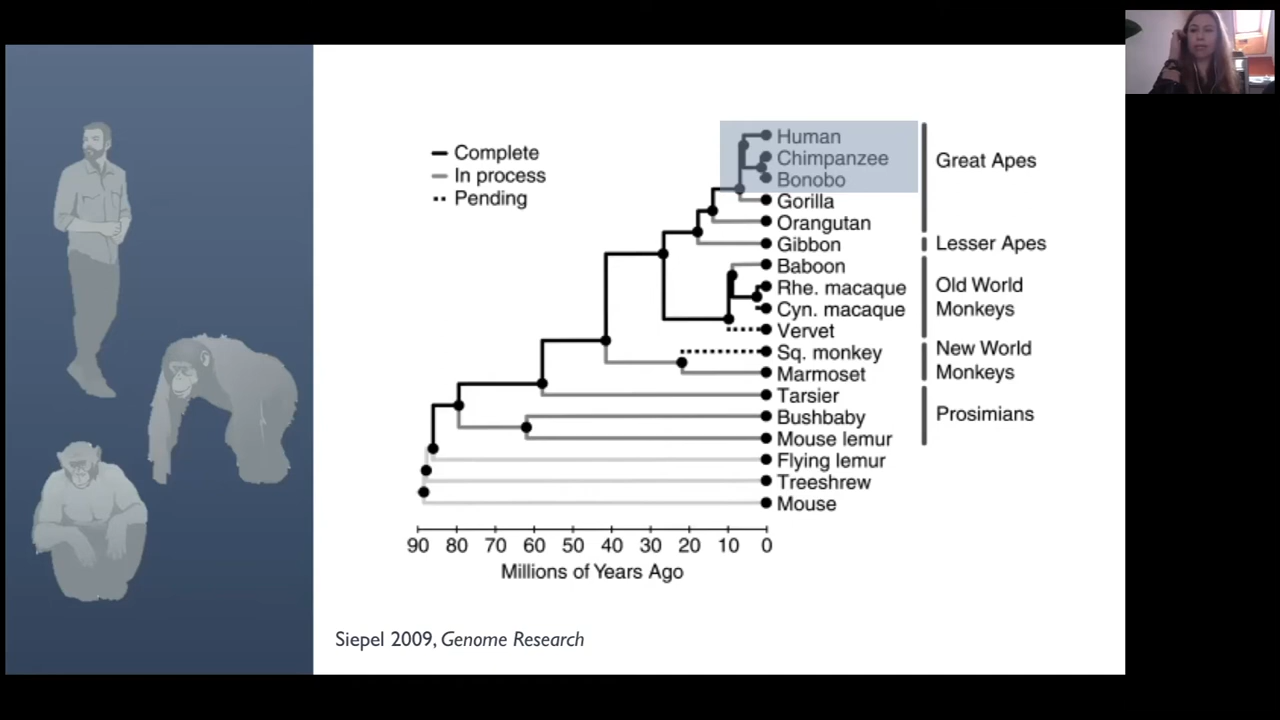 Complete
In process
Pending
Human
Chimpanzee
Bonobo
Gorilla
Orangutan
Gibbon
Baboon
Rhe. macaque
Cyn. macaque
Vervet
Sq. monkey
Marmoset
Tarsier
Bushbaby
Mouse lemur
Flying lemur
Treeshrew
Mouse
Great Apes
Lesser Apes
Old World
Monkeys
New World
Monkeys
Prosimians
90 80 70 60 50 40 30 20 10 0
Millions of Years Ago
Siepel 2009, Genome Research